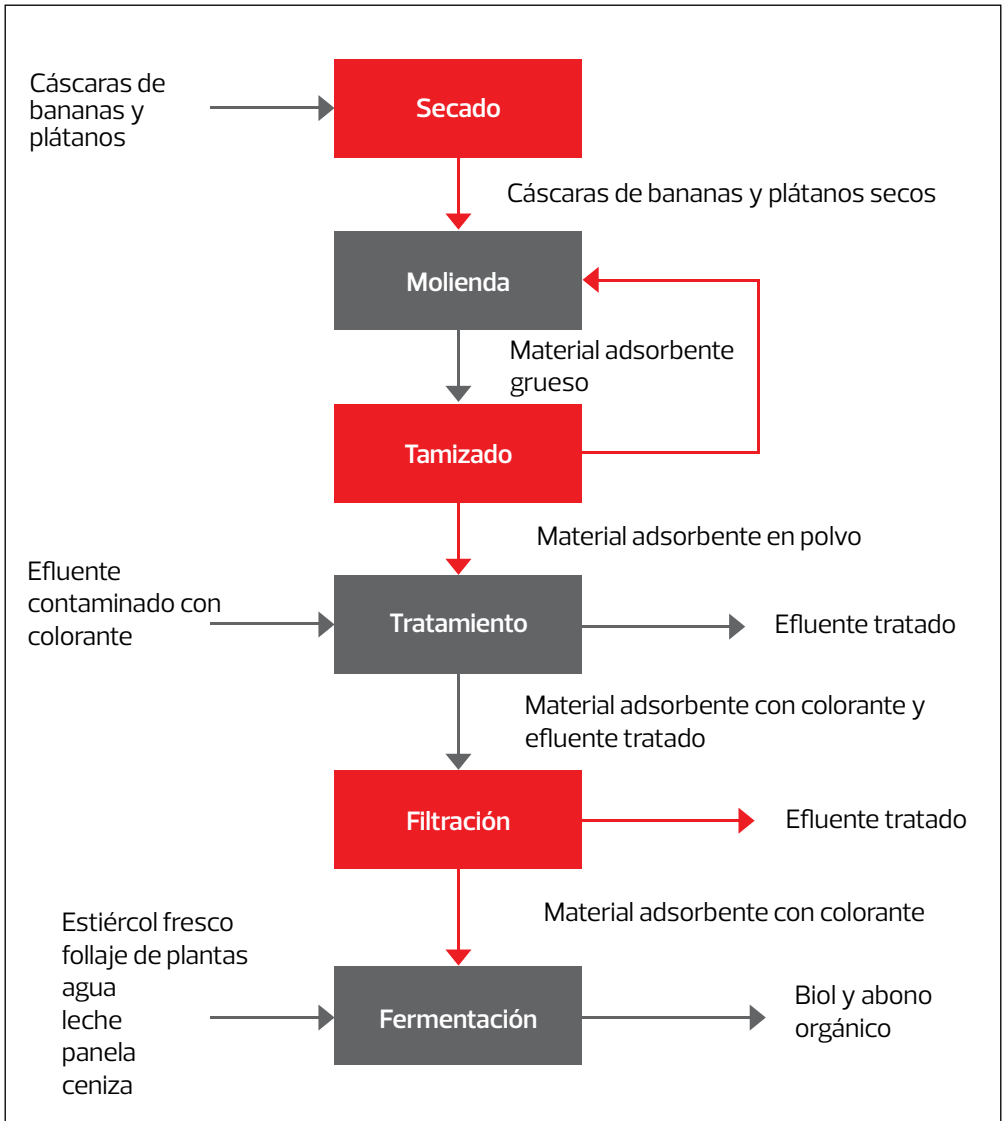 Cáscaras de
bananas y
plátanos
Secado
Cáscaras de bananas y plátanos secos
Molienda
Material adsorbente
grueso
Tamizado
Material adsorbente en polvo
Efluente
contaminado con
colorante
Tratamiento
Efluente tratado
Material adsorbente con colorante y
efluente tratado
Filtración
Efluente tratado
Material adsorbente con colorante
Estiércol fresco
follaje de plantas
agua
leche
panela
ceniza
Fermentación
Biol y abono
orgánico